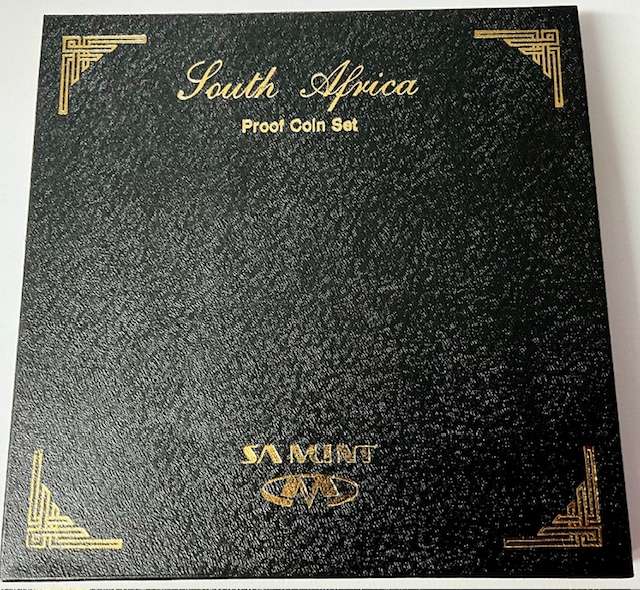 South Africa
Proof Coin Set
SA MINT